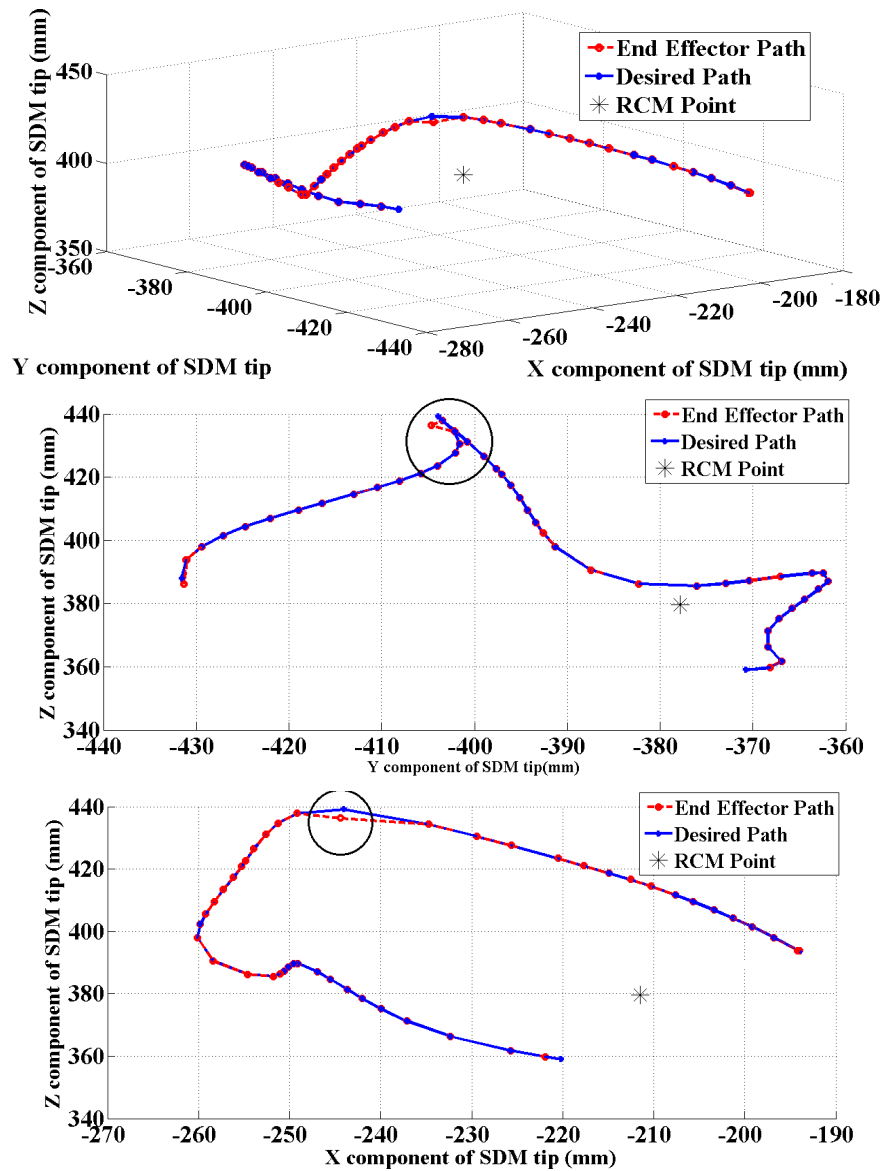 End Effector Path
Desired Path
RCM Point
Z component of SDM tip (mm)
450
400
350
-360
-380
-400
-420
-440
-280
-260
-240
-220
-200
-180
Y component of SDM tip
X component of SDM tip (mm)
End Effector Path
Desired Path
RCM Point
Z component of SDM tip (mm)
440
420
400
380
360
340
-440
-430
-420
-410
-400
-390
-380
-370
-360
Y component of SDM tip(mm)
End Effector Path
Desired Path
RCM Point
Z component of SDM tip (mm)
440
420
400
380
360
340
-270
-260
-250
-240
-230
-220
-210
-200
-190
X component of SDM tip (mm)